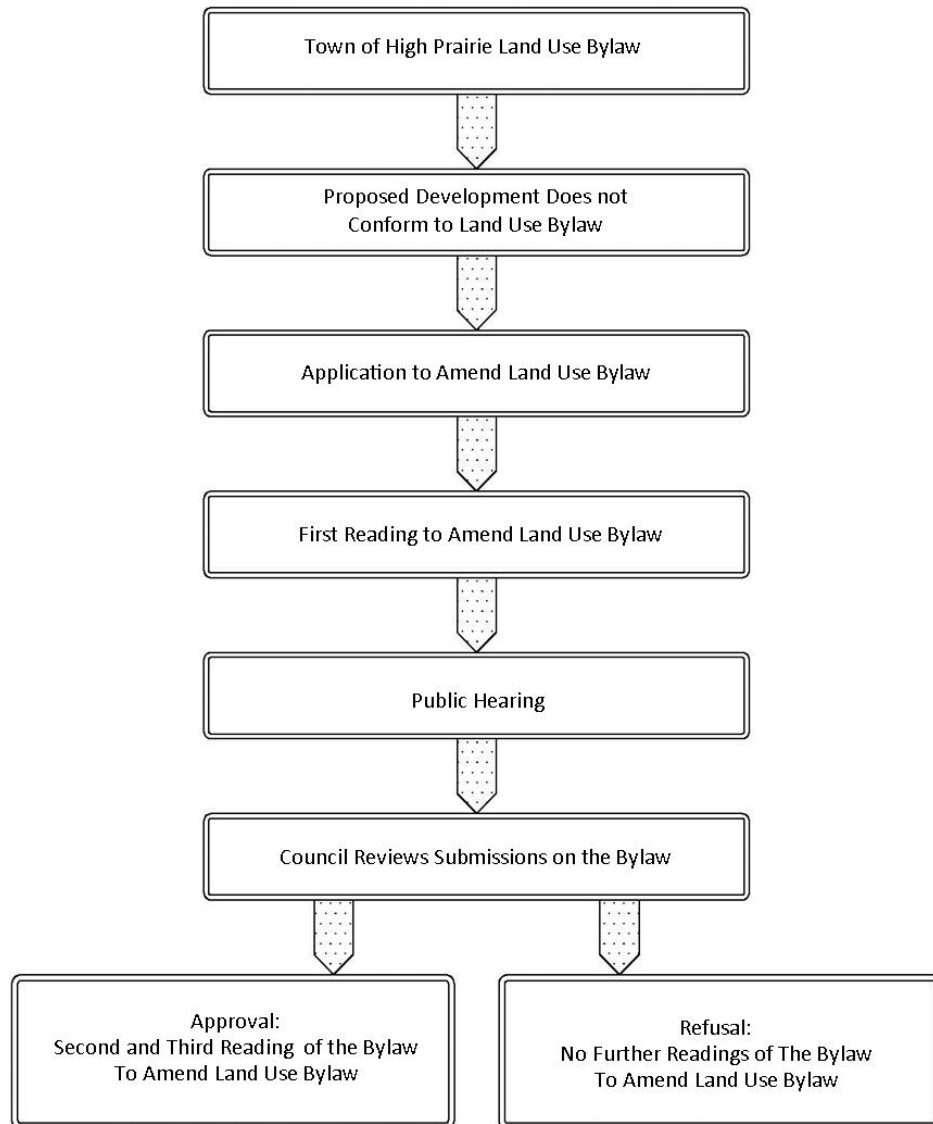 Town of High Prairie Land Use Bylaw
Proposed Development Does not
Conform to Land Use Bylaw
Application to Amend Land Use Bylaw
First Reading to Amend Land Use Bylaw
Public Hearing
Council Reviews Submissions on the Bylaw
Approval:
Second and Third Reading of the Bylaw
To Amend Land Use Bylaw
Refusal:
No Further Readings of The Bylaw
To Amend Land Use Bylaw